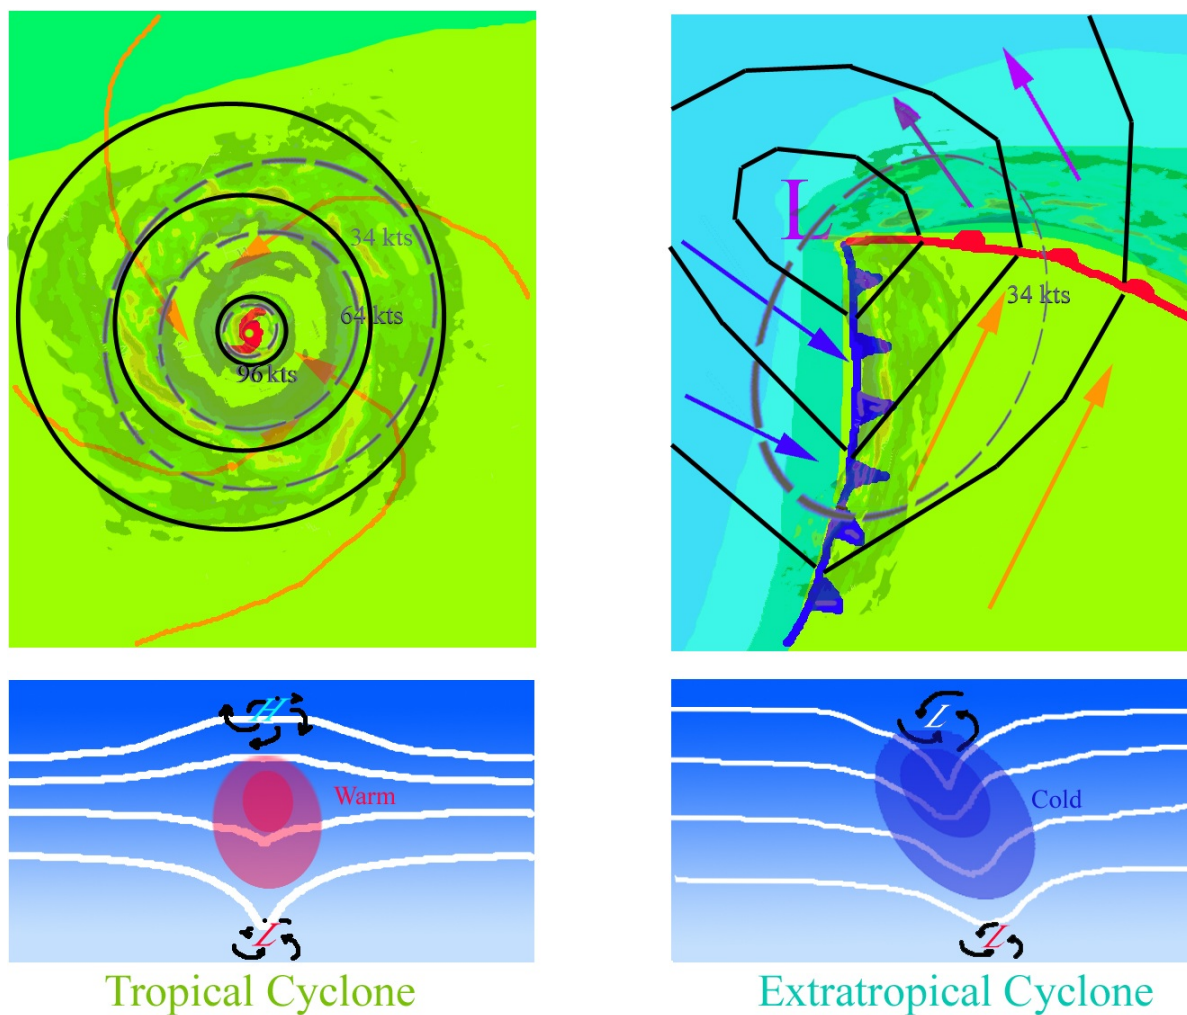 34 kts
64 kts
96 kts
L
34 kts
H
Warm
L
L
Cold
L
Tropical Cyclone
Extratropical Cyclone